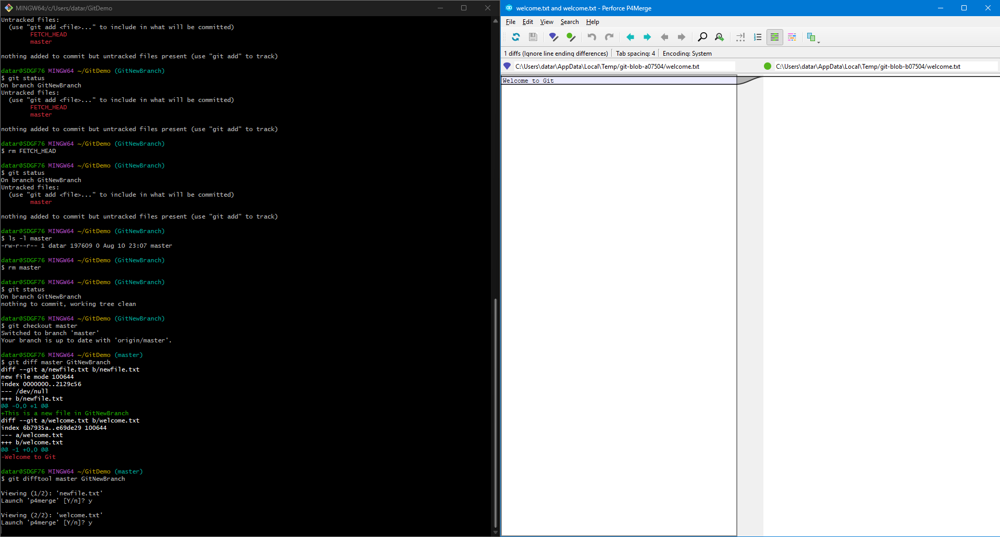 MINGW64:/c/Users/datar/GitDemo
Untracked files:
  (use "git add <file>..." to include in what will be committed)
        FETCH_HEAD
        master

nothing added to commit but untracked files present (use "git add" to track)

datar@SDGF76 MINGW64 ~/GitDemo (GitNewBranch)
$ git status
On branch GitNewBranch
Untracked files:
  (use "git add <file>..." to include in what will be committed)
        FETCH_HEAD
        master

nothing added to commit but untracked files present (use "git add" to track)

datar@SDGF76 MINGW64 ~/GitDemo (GitNewBranch)
$ rm FETCH_HEAD

datar@SDGF76 MINGW64 ~/GitDemo (GitNewBranch)
$ git status
On branch GitNewBranch
Untracked files:
  (use "git add <file>..." to include in what will be committed)
        master

nothing added to commit but untracked files present (use "git add" to track)

datar@SDGF76 MINGW64 ~/GitDemo (GitNewBranch)
$ ls -l master
-rw-r--r-- 1 datar 197609 0 Aug 10 23:07 master

datar@SDGF76 MINGW64 ~/GitDemo (GitNewBranch)
$ rm master

datar@SDGF76 MINGW64 ~/GitDemo (GitNewBranch)
$ git status
On branch GitNewBranch
nothing to commit, working tree clean

datar@SDGF76 MINGW64 ~/GitDemo (GitNewBranch)
$ git checkout master
Switched to branch 'master'
Your branch is up to date with 'origin/master'.

datar@SDGF76 MINGW64 ~/GitDemo (master)
$ git diff master GitNewBranch
diff --git a/newfile.txt b/newfile.txt
new file mode 100644
index 0000000..2129c56
--- /dev/null
+++ b/newfile.txt
@@ -0,0 +1 @@
+This is a new file in GitNewBranch
diff --git a/welcome.txt b/welcome.txt
index 6b7935a..e69de29 100644
--- a/welcome.txt
+++ b/welcome.txt
@@ -1 +0,0 @@
-Welcome to Git

datar@SDGF76 MINGW64 ~/GitDemo (master)
$ git difftool master GitNewBranch

Viewing (1/2): 'newfile.txt'
Launch 'p4merge' [Y/n]? y

Viewing (2/2): 'welcome.txt'
Launch 'p4merge' [Y/n]? y
welcome.txt and welcome.txt - Perforce P4Merge
File Edit View Search Help
1 diffs (Ignore line ending differences) Tab spacing: 4 Encoding: System
C:\Users\datar\AppData\Local\Temp/git-blob-a07504/welcome.txt
C:\Users\datar\AppData\Local\Temp/git-blob-b07504/welcome.txt
Welcome to Git